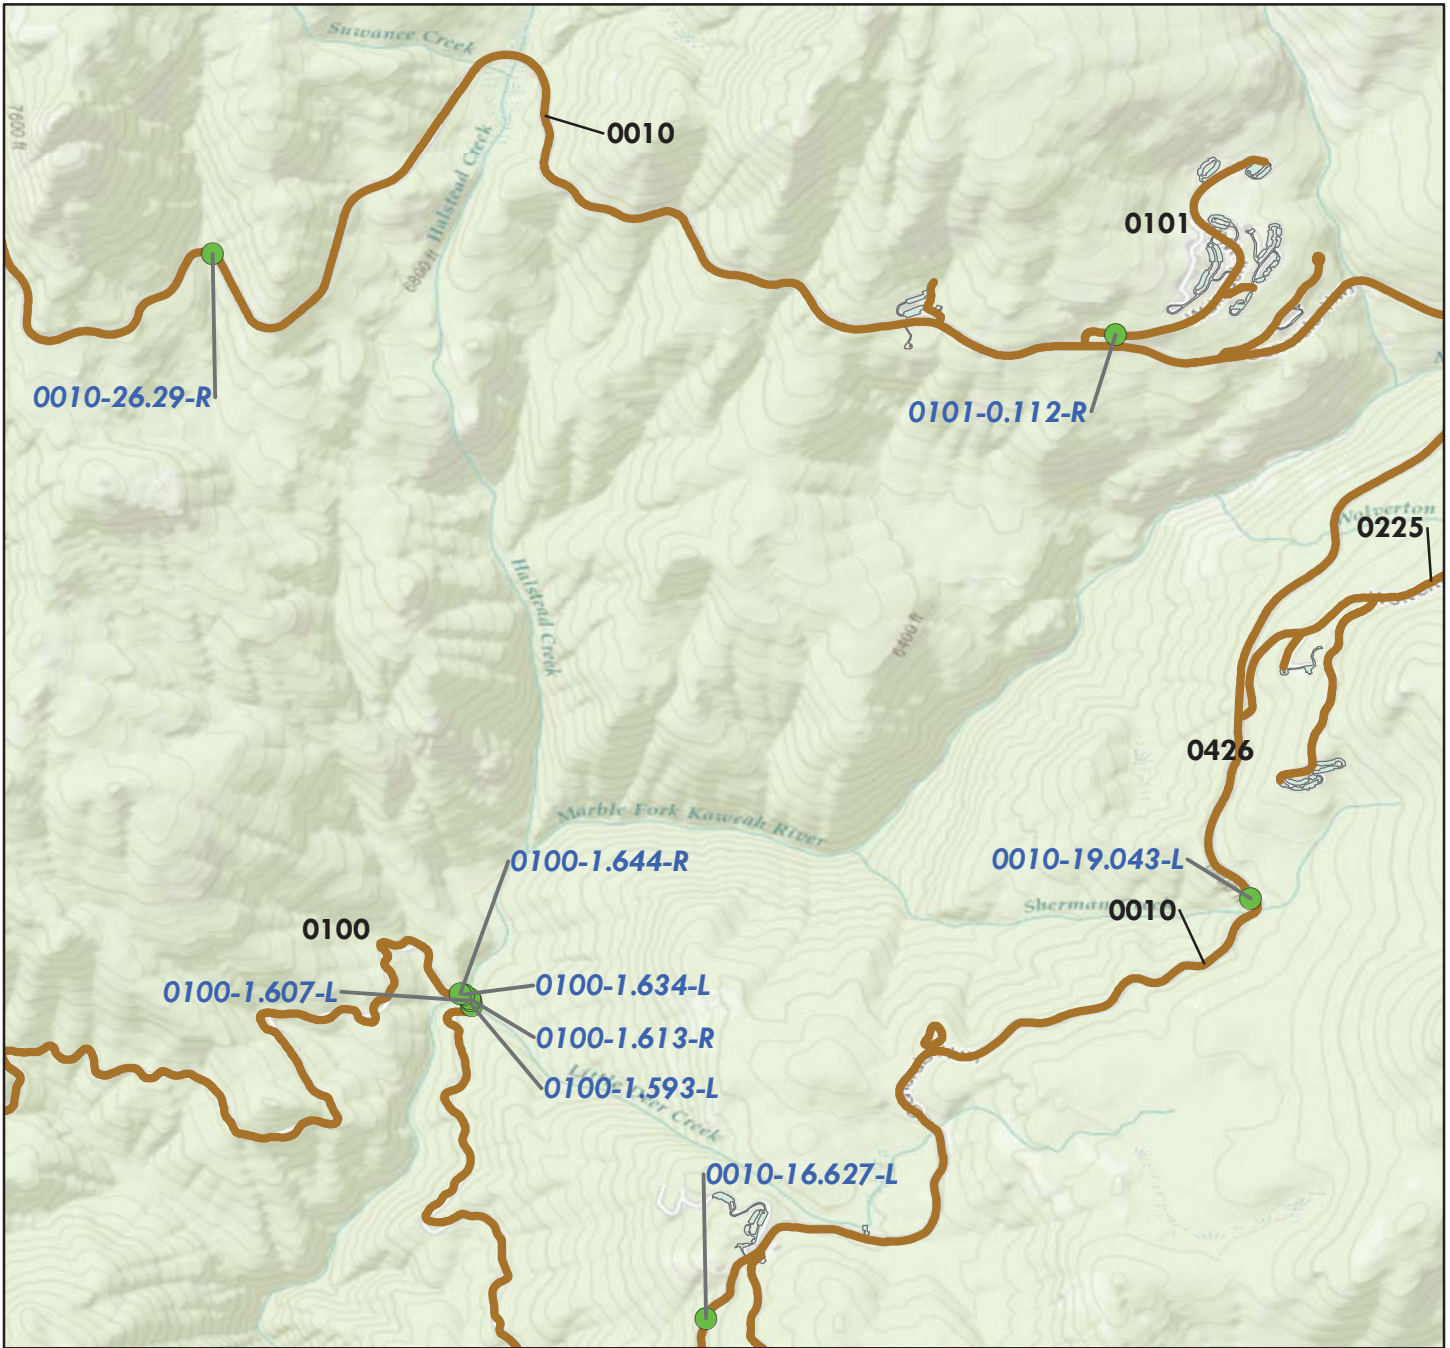 Suwanee Creek
7600 ft
0010
Halstead Creek
6800 ft
0101
0010-26.29-R
0101-0.112-R
Wolverton
0225
Halstead Creek
6400 ft
0426
Marble Fork Kaweah River
0100-1.644-R
0010-19.043-L
Sherman
0010
0100
0100-1.607-L
0100-1.634-L
0100-1.613-R
0100-1.593-L
Little Deer Creek
0010-16.627-L